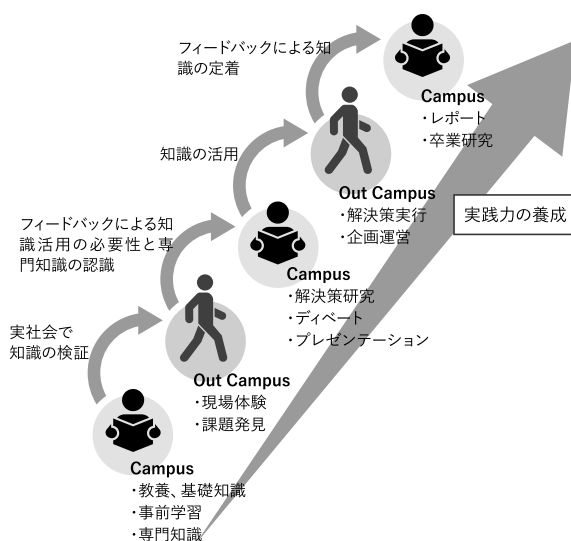 フィードバックによる知
識の定着
Campus
・レポート
・卒業研究
知識の活用
Out Campus
・解決策実行
・企画運営
実践力の養成
フィードバックによる知
識活用の必要性と専
門知識の認識
Campus
・解決策研究
・ディベート
・プレゼンテーション
実社会で
知識の検証
Out Campus
・現場体験
・課題発見
Campus
・教養、基礎知識
・事前学習
・専門知識